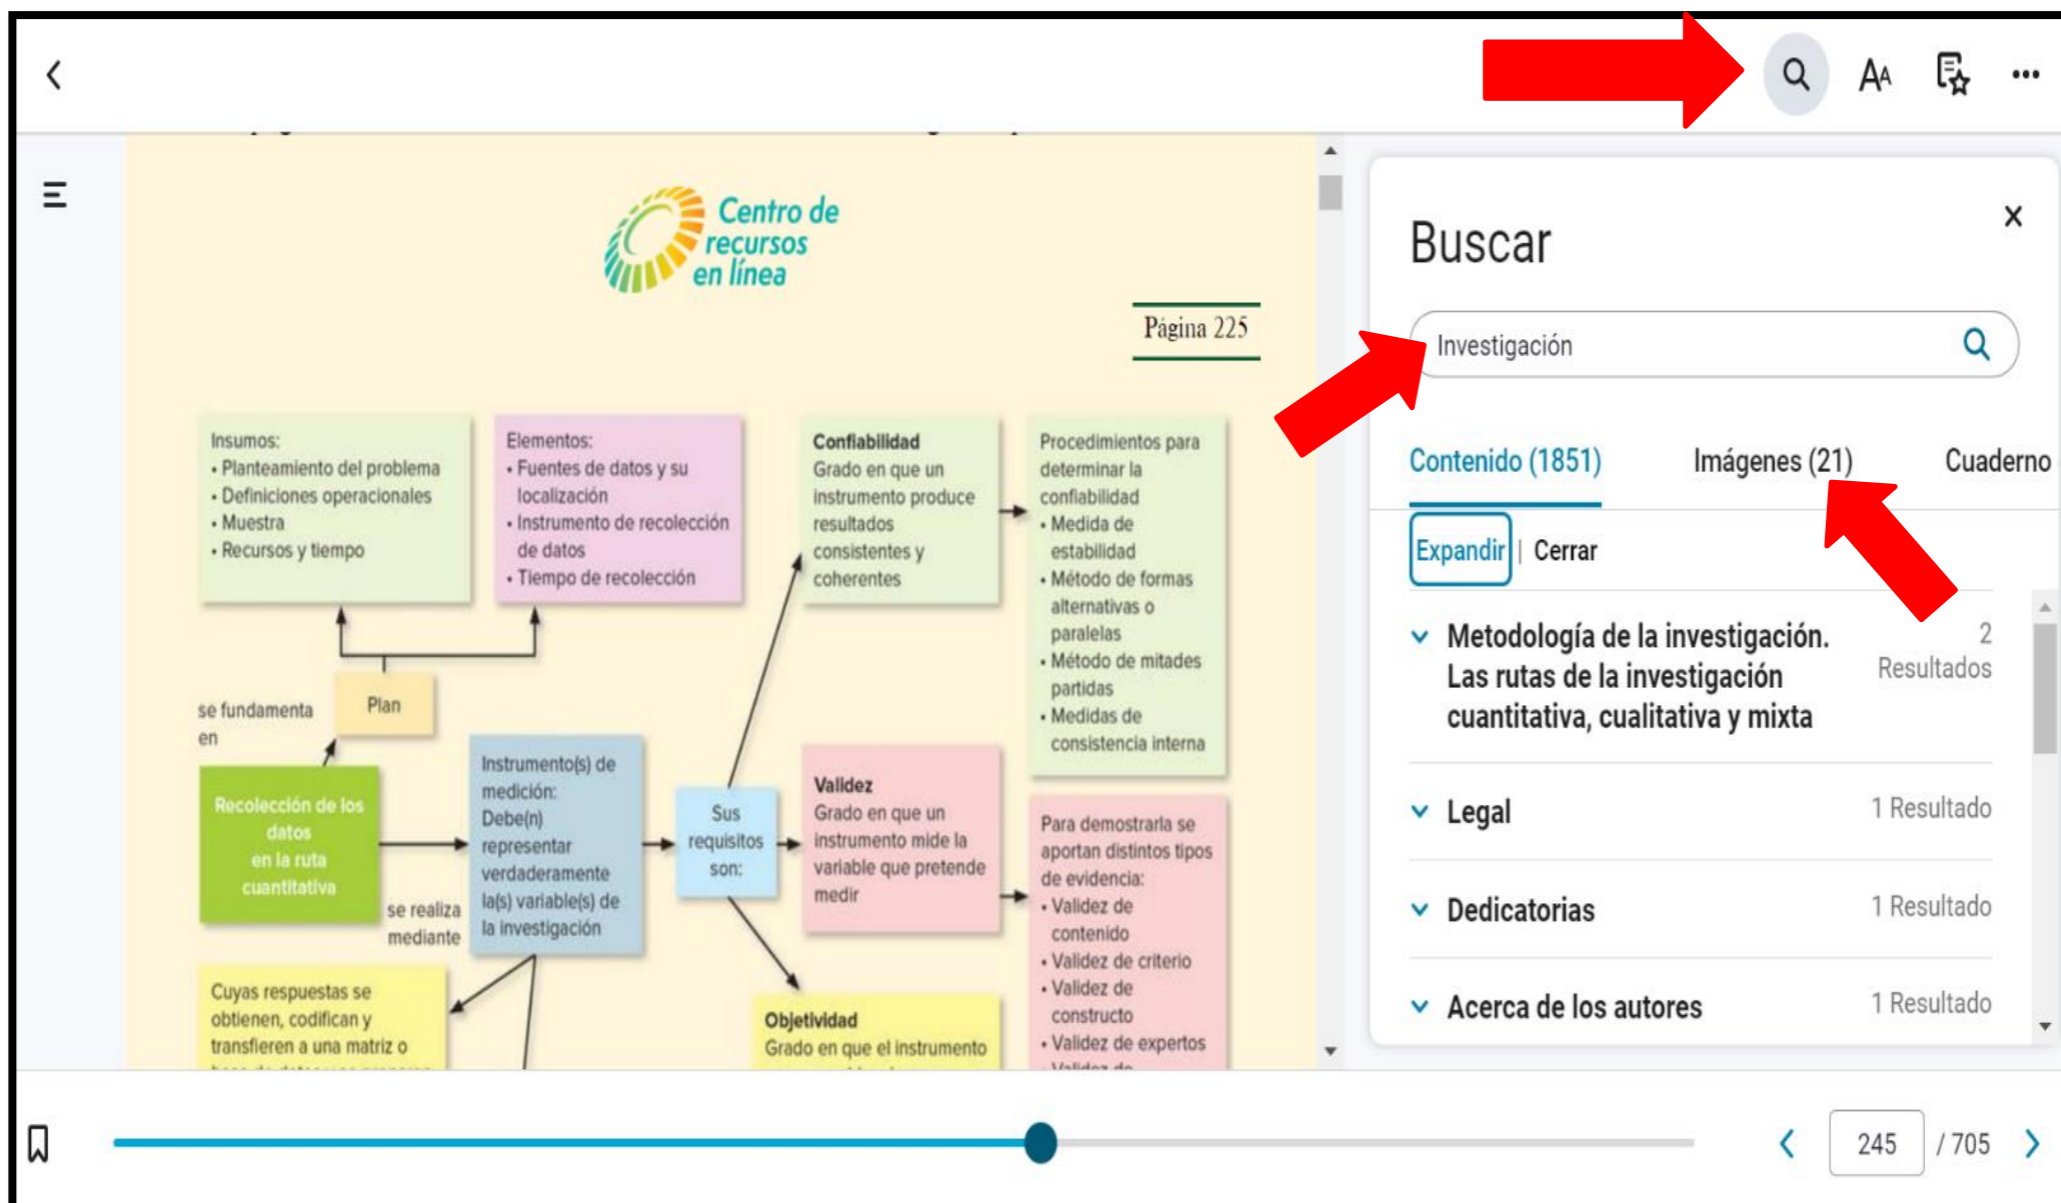 AA
Centro de
recursos
en línea
Página 225
Insumos:
• Planteamiento del problema
• Definiciones operacionales
• Muestra
• Recursos y tiempo
Elementos:
• Fuentes de datos y su
localización
• Instrumento de recolección
de datos
• Tiempo de recolección
Confiabilidad
Grado en que un
instrumento produce
resultados
consistentes y
coherentes
Procedimientos para
determinar la
confiabilidad
• Medida de
estabilidad
• Método de formas
alternativas o
paralelas
• Método de mitades
partidas
• Medidas de
consistencia interna
se fundamenta
en
Plan
Recolección de los
datos
en la ruta
cuantitativa
se realiza
mediante
Instrumento(s) de
medición:
Debe(n)
representar
verdaderamente
la(s) variable(s) de
la investigación
Sus
requisitos
son:
Validez
Grado en que un
instrumento mide la
variable que pretende
medir
Para demostrarla se
aportan distintos tipos
de evidencia:
• Validez de
contenido
• Validez de criterio
• Validez de
constructo
• Validez de expertos
• Validez de
Cuyas respuestas se
obtienen, codifican y
transfieren a una matriz o
Objetividad
Grado en que el instrumento
Buscar
Investigación
Contenido (1851) Imágenes (21) Cuaderno
Expandir | Cerrar
Metodología de la investigación.
Las rutas de la investigación
cuantitativa, cualitativa y mixta
2
Resultados
Legal 1 Resultado
Dedicatorias 1 Resultado
Acerca de los autores 1 Resultado
245 / 705